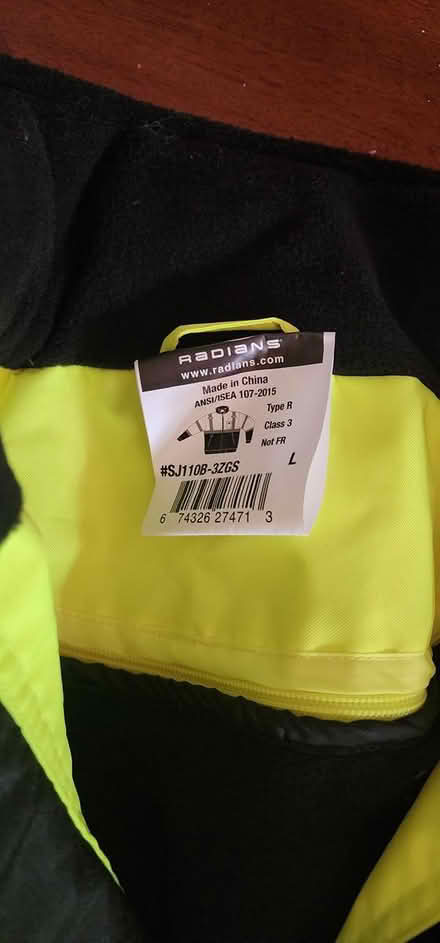 RADIANS
www.radians.com
Made in China
ANSI/ISEA 107-2015
Type R
Class 3
Not FR
#SJ110B-3ZGS
L
6 74326 27471 3